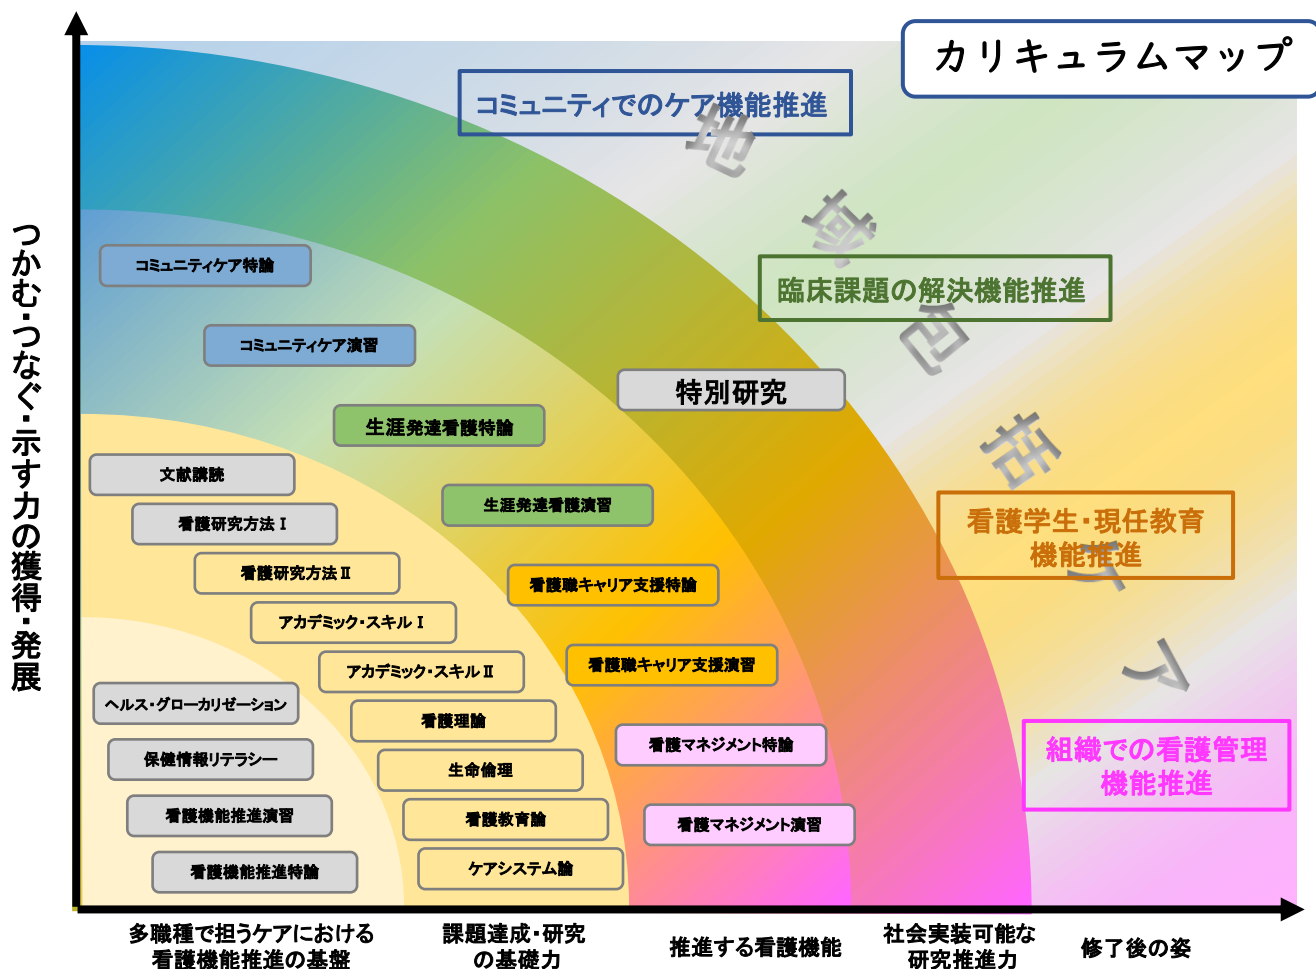 カリキュラムマップ
コミュニティでのケア機能推進
地域包括ケア
臨床課題の解決機能推進
看護学生・現任教育
機能推進
組織での看護管理
機能推進
つかむ・つなぐ・示す力の獲得・発展
コミュニティケア特論
コミュニティケア演習
特別研究
生涯発達看護特論
生涯発達看護演習
看護職キャリア支援特論
看護職キャリア支援演習
看護マネジメント特論
看護マネジメント演習
文献講読
看護研究方法Ⅰ
看護研究方法Ⅱ
アカデミック・スキルⅠ
アカデミック・スキルⅡ
看護理論
生命倫理
看護教育論
ケアシステム論
ヘルス・グローカリゼーション
保健情報リテラシー
看護機能推進演習
看護機能推進特論
多職種で担うケアにおける
看護機能推進の基盤
課題達成・研究
の基礎力
推進する看護機能
社会実装可能な
研究推進力
修了後の姿